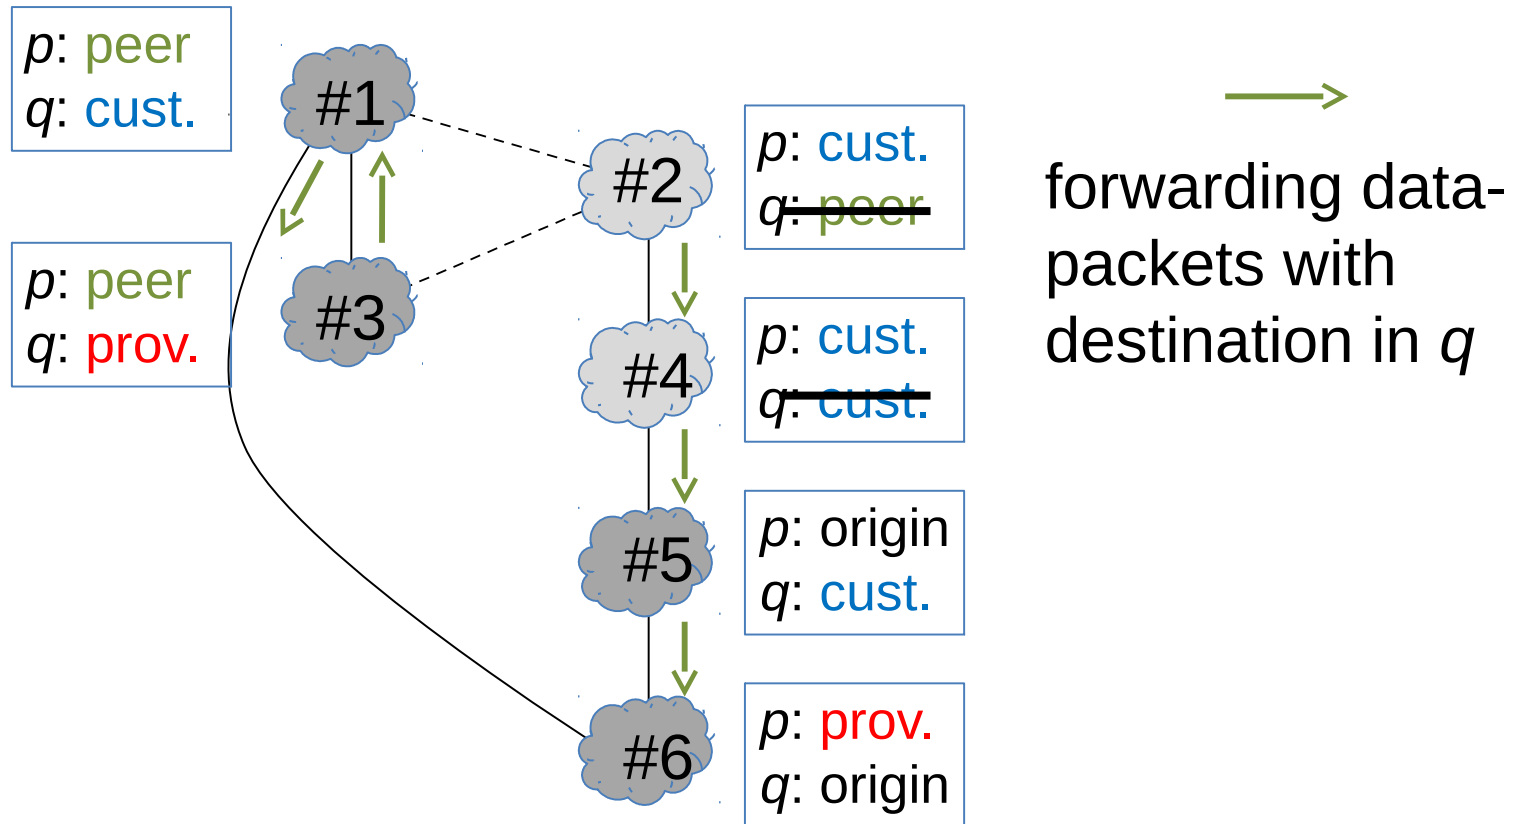 p: peer
q: cust.
#1
#2
p: cust.
q: peer
forwarding data-
packets with
destination in q
p: peer
q: prov.
#3
#4
p: cust.
q: cust.
#5
p: origin
q: cust.
#6
p: prov.
q: origin